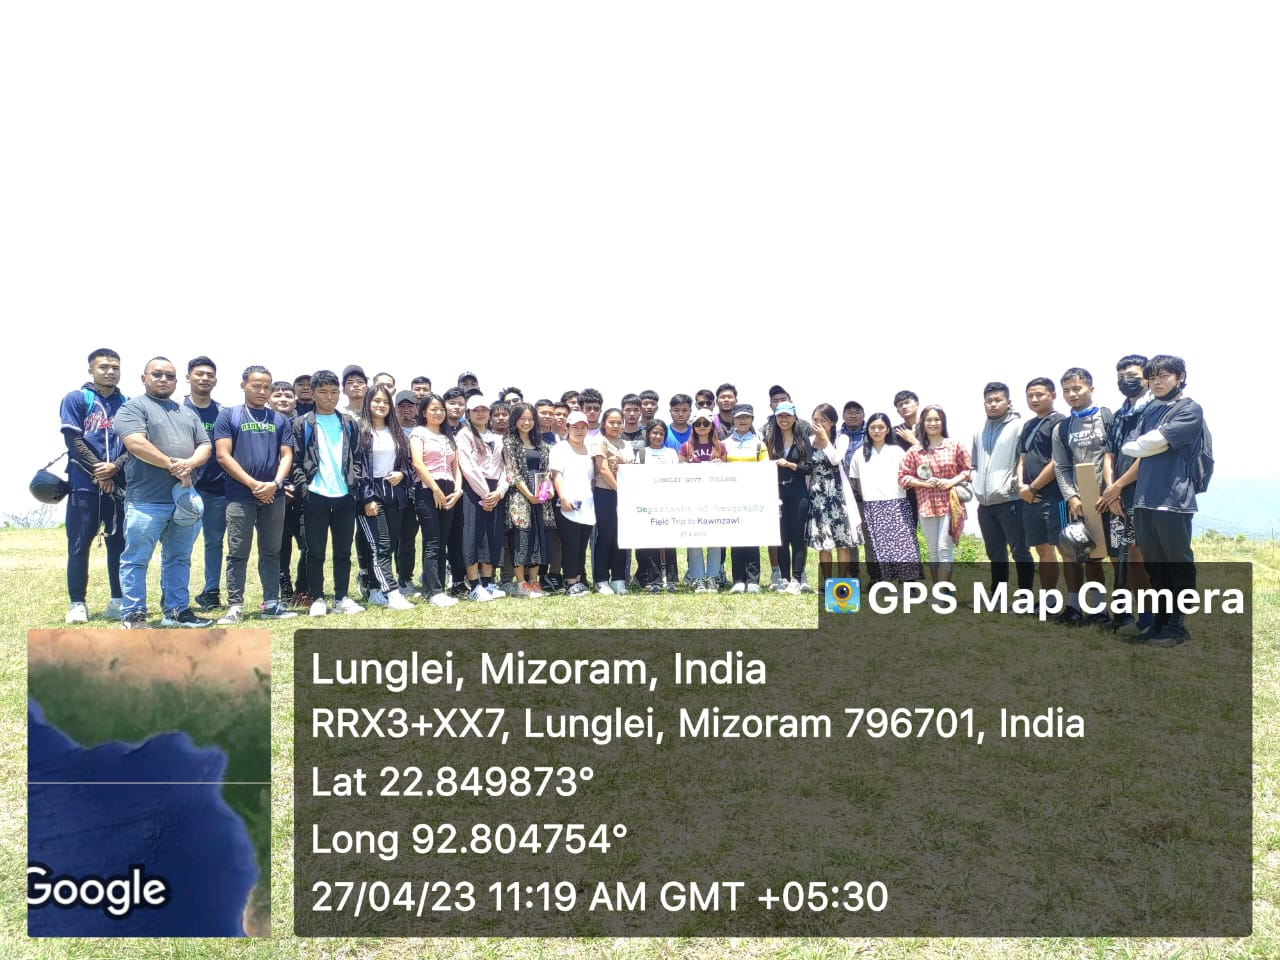 LUNGLEI GOVT. COLLEGE
Department of Geography
Field Trip to Kawmzawl
GPS Map Camera
Lunglei, Mizoram, India
RRX3+XX7, Lunglei, Mizoram 796701, India
Lat 22.849873°
Long 92.804754°
27/04/23 11:19 AM GMT +05:30
Google